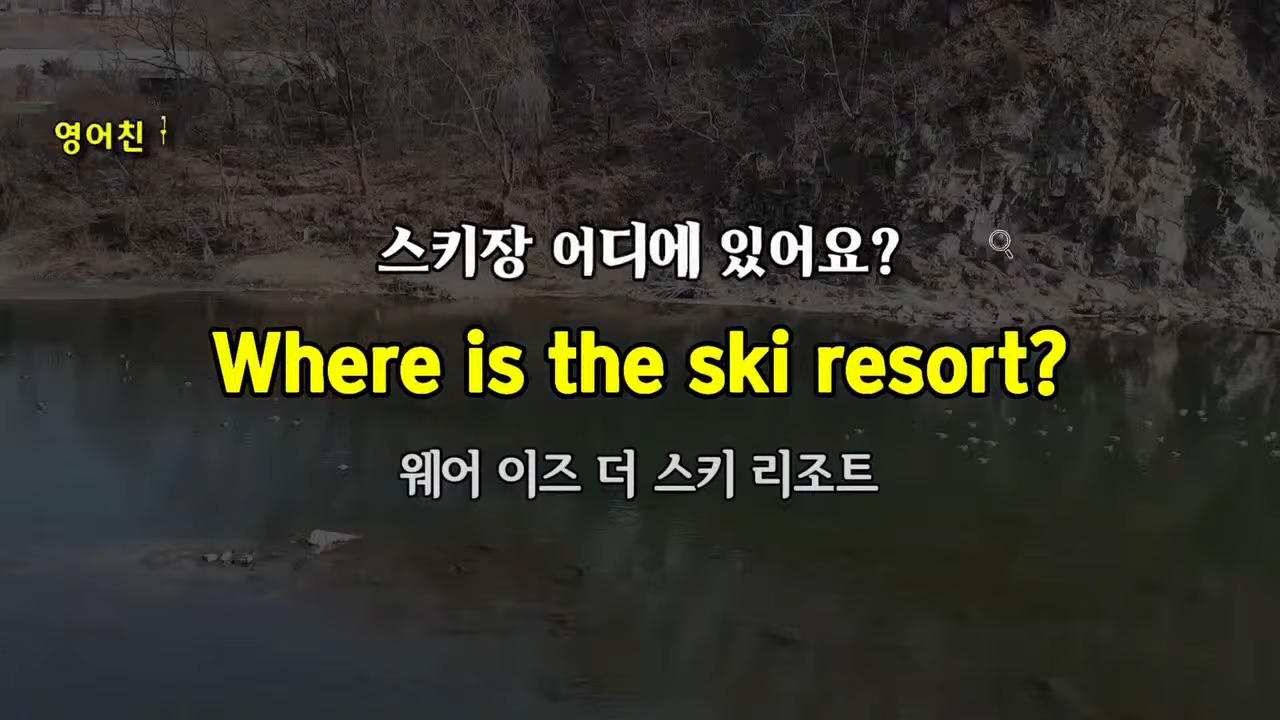 영어친
스키장 어디에 있어요?
Where is the ski resort?
웨어 이즈 더 스키 리조트